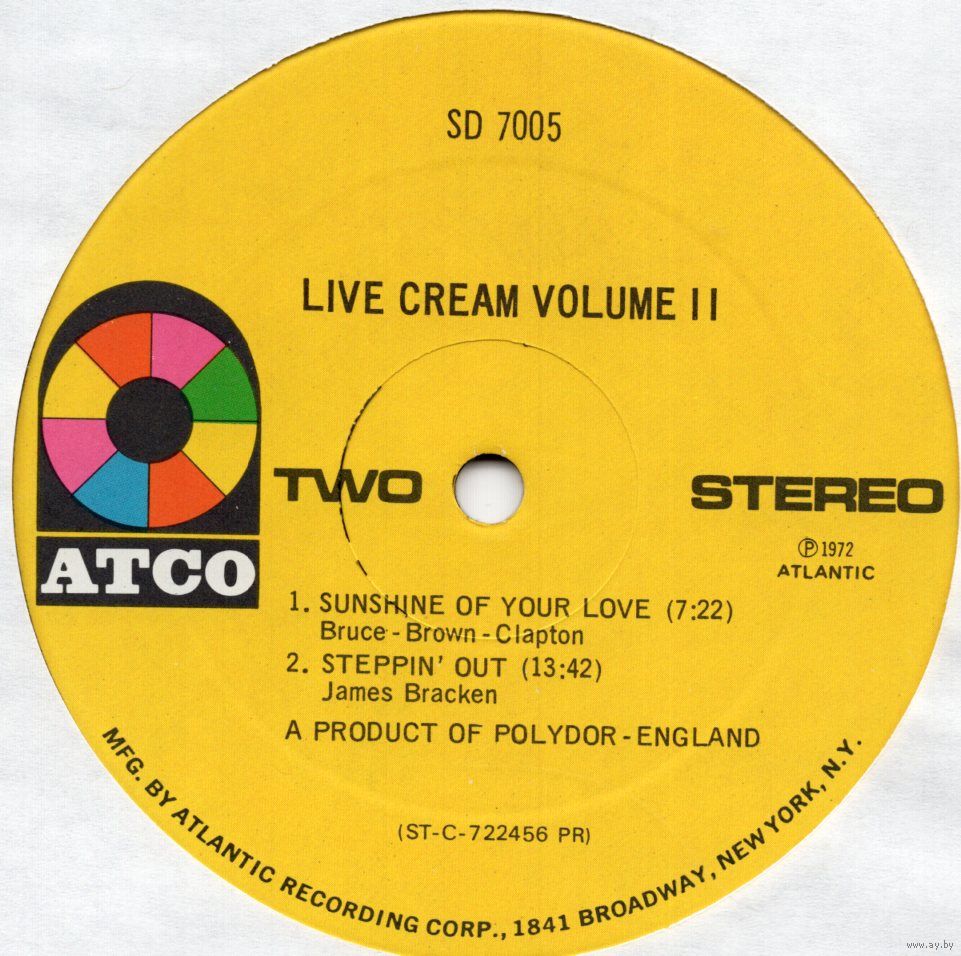 SD 7005
LIVE CREAM VOLUME II
TWO
STEREO
ATCO
Ⓟ 1972
ATLANTIC
1. SUNSHINE OF YOUR LOVE (7:22)
Bruce - Brown - Clapton
2. STEPPIN' OUT (13:42)
James Bracken
A PRODUCT OF POLYDOR - ENGLAND
(ST-C-722456 PR)
MFG. BY ATLANTIC RECORDING CORP., 1841 BROADWAY, NEW YORK, N.Y.
www.ay.by